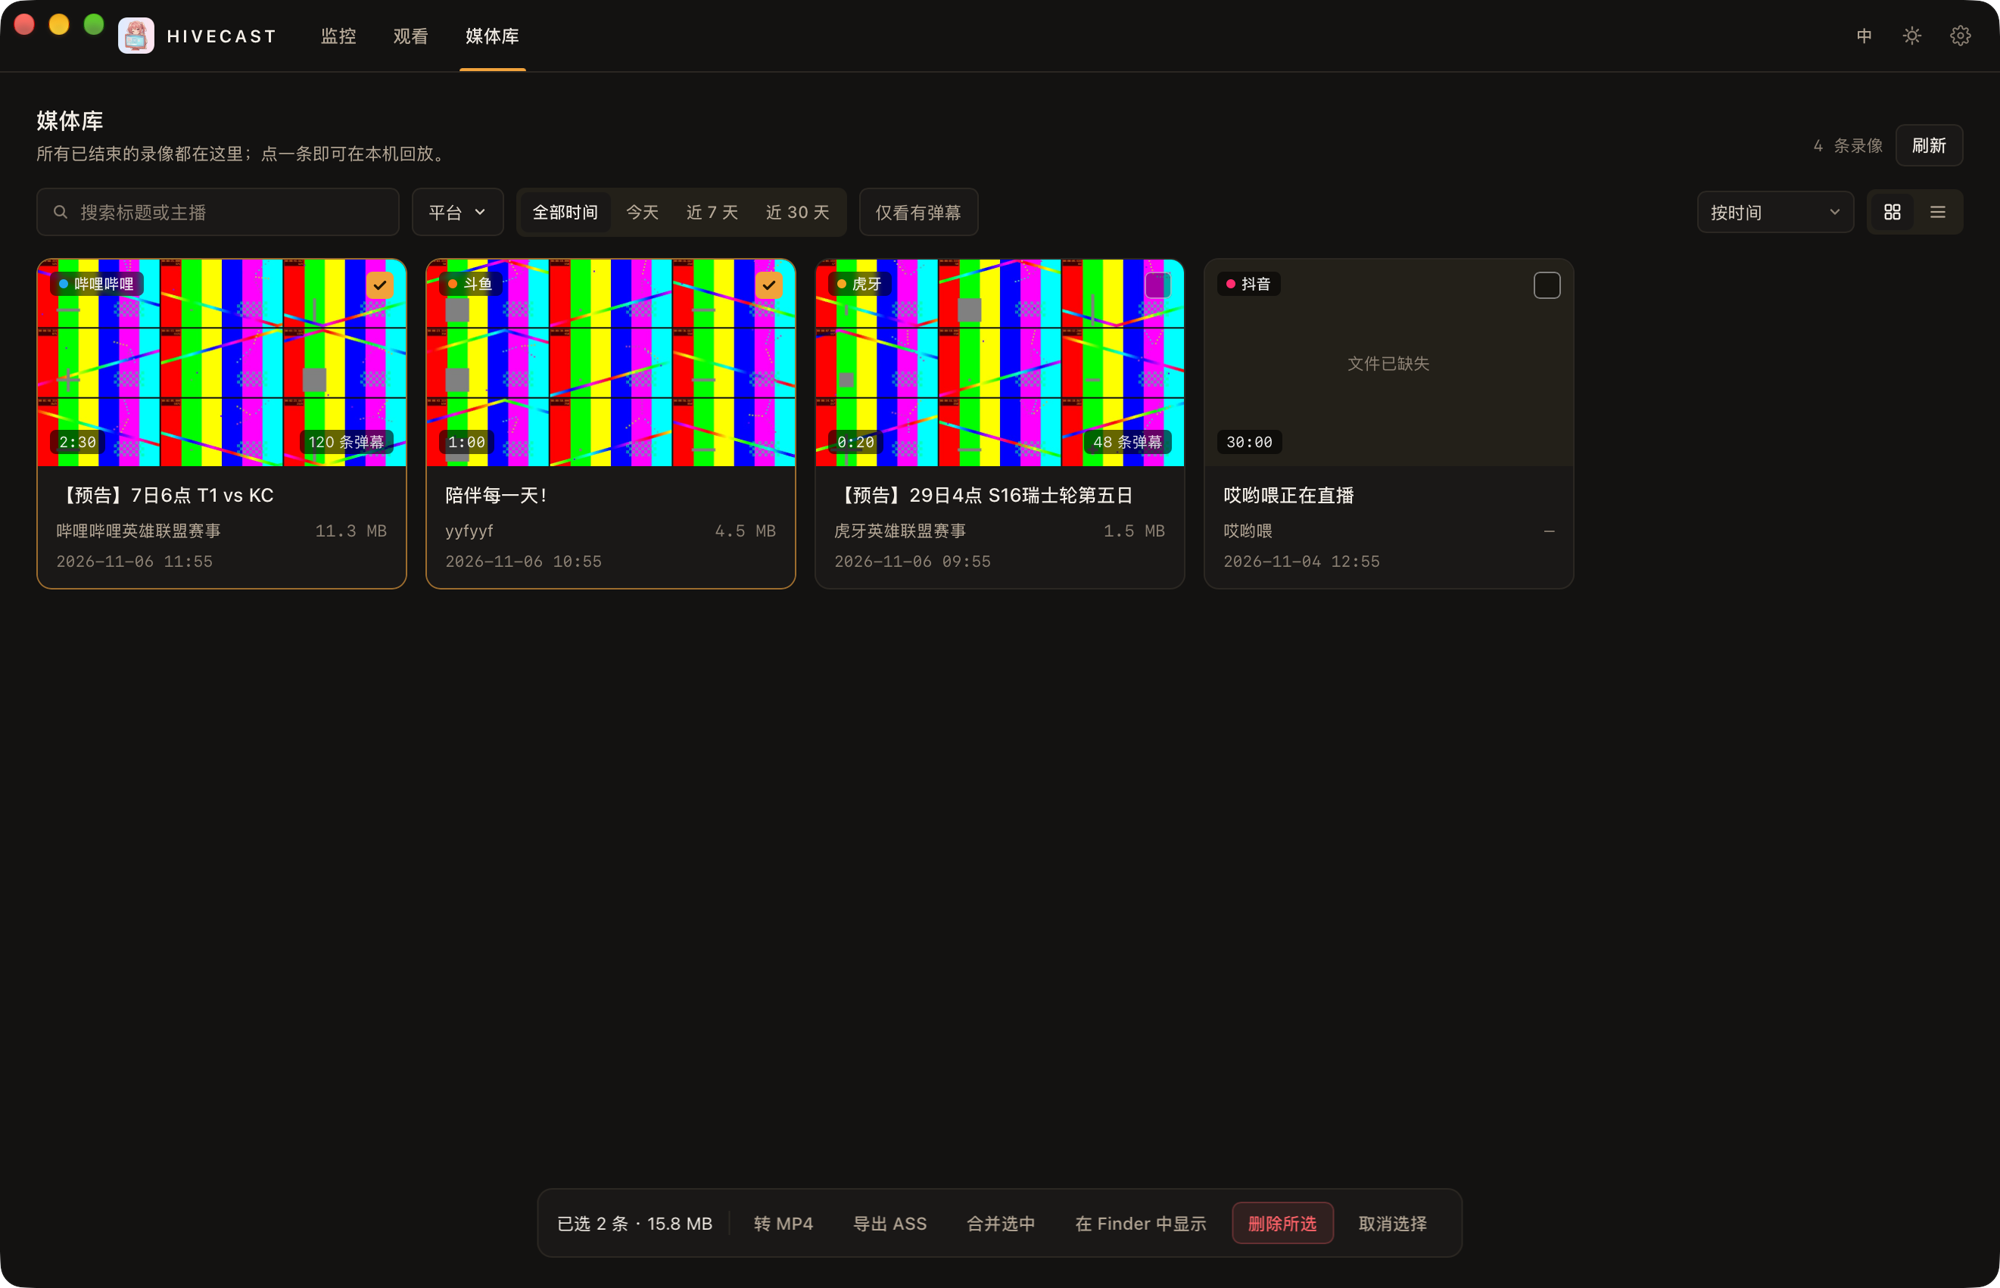 HIVECAST
监控
观看
媒体库
中
媒体库
所有已结束的录像都在这里；点一条即可在本机回放。
4 条录像
刷新
搜索标题或主播
平台
全部时间
今天
近 7 天
近 30 天
仅看有弹幕
按时间
哔哩哔哩
2:30
120 条弹幕
【预告】7日6点 T1 vs KC
哔哩哔哩英雄联盟赛事
11.3 MB
2026-11-06 11:55
斗鱼
1:00
陪伴每一天！
yyfyyf
4.5 MB
2026-11-06 10:55
虎牙
0:20
48 条弹幕
【预告】29日4点 S16瑞士轮第五日
虎牙英雄联盟赛事
1.5 MB
2026-11-06 09:55
抖音
文件已缺失
30:00
哎哟喂正在直播
哎哟喂
—
2026-11-04 12:55
已选 2 条 · 15.8 MB
转 MP4
导出 ASS
合并选中
在 Finder 中显示
删除所选
取消选择